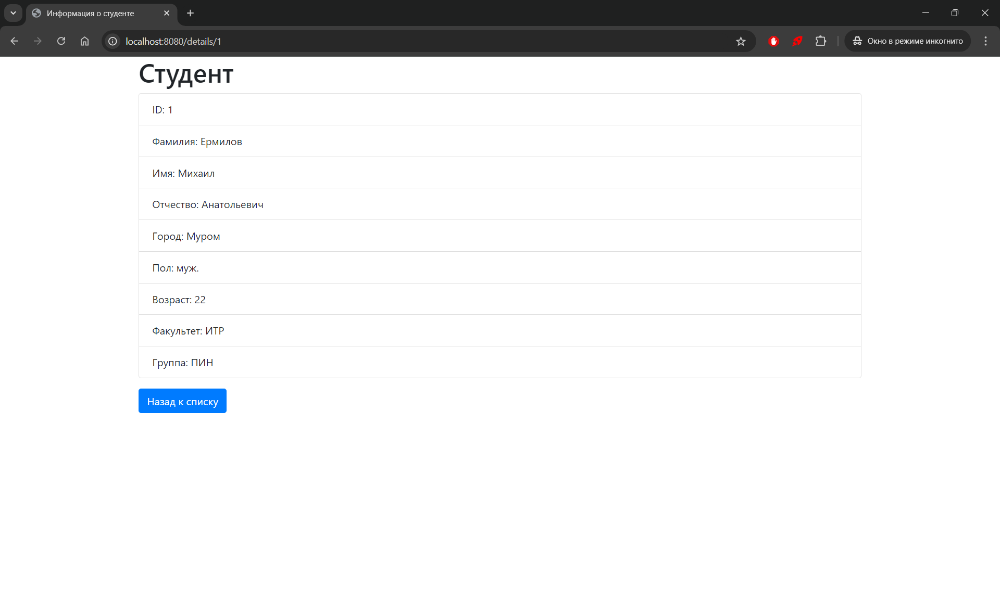 Информация о студенте
localhost:8080/details/1
Окно в режиме инкогнито
Студент
ID: 1
Фамилия: Ермилов
Имя: Михаил
Отчество: Анатольевич
Город: Муром
Пол: муж.
Возраст: 22
Факультет: ИТР
Группа: ПИН
Назад к списку